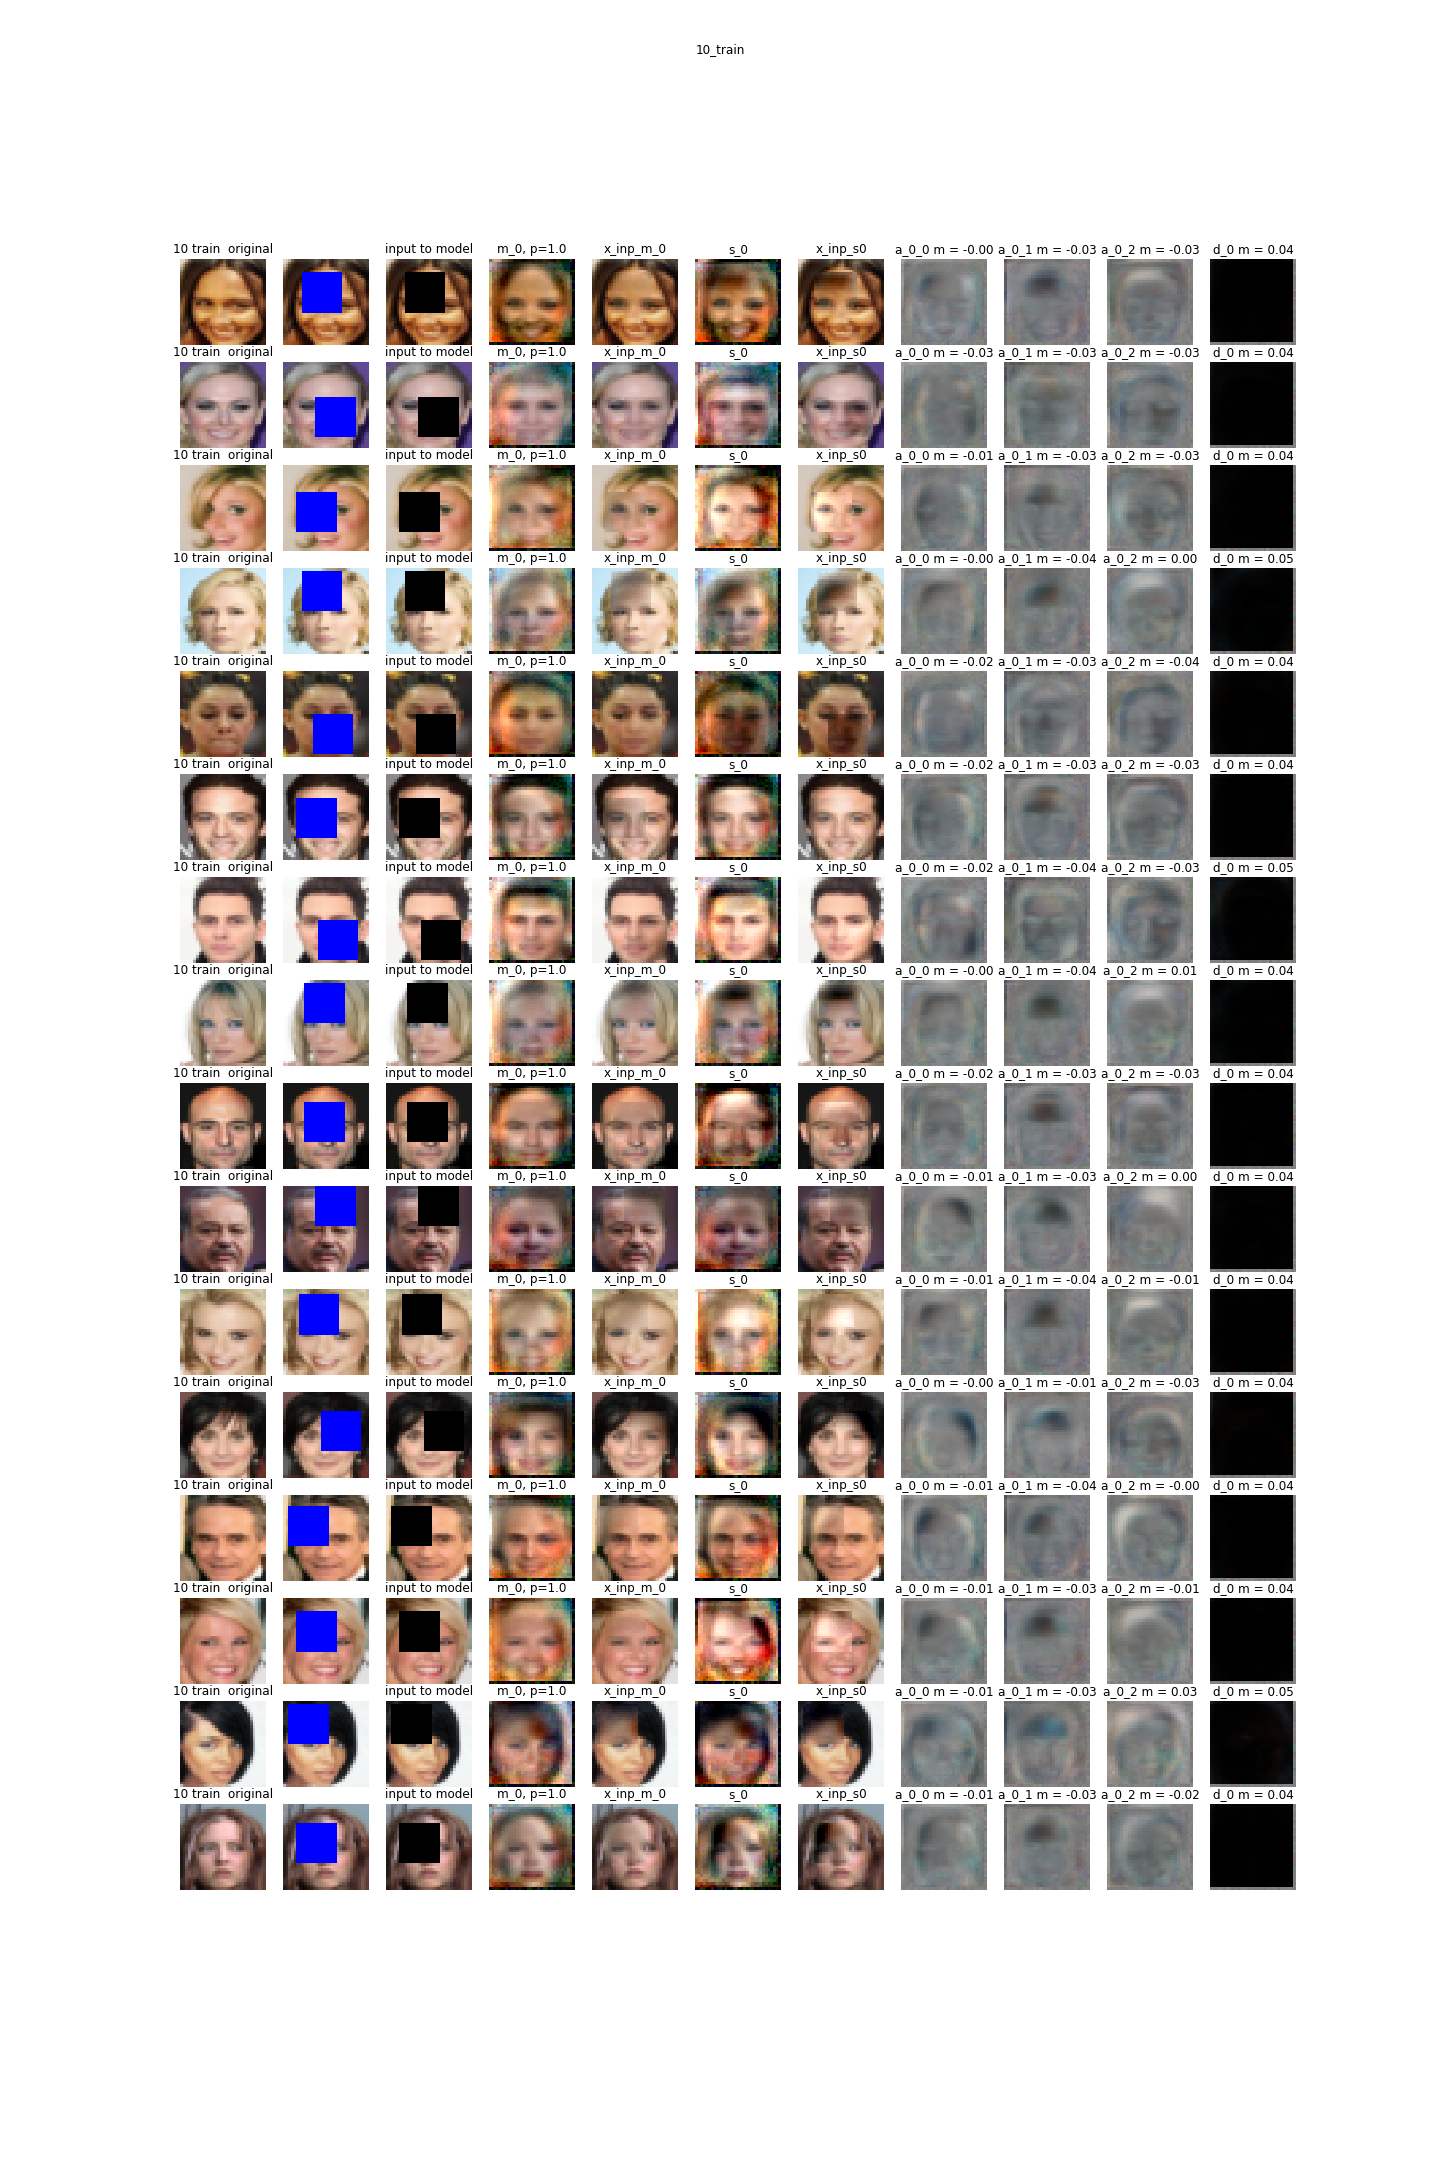 10_train
10 train  original input to model m_0, p=1.0 x_inp_m_0 s_0 x_inp_s0 a_0_0 m = -0.00 a_0_1 m = -0.03 a_0_2 m = -0.03 d_0 m = 0.04
10 train  original input to model m_0, p=1.0 x_inp_m_0 s_0 x_inp_s0 a_0_0 m = -0.03 a_0_1 m = -0.03 a_0_2 m = -0.03 d_0 m = 0.04
10 train  original input to model m_0, p=1.0 x_inp_m_0 s_0 x_inp_s0 a_0_0 m = -0.01 a_0_1 m = -0.03 a_0_2 m = -0.03 d_0 m = 0.04
10 train  original input to model m_0, p=1.0 x_inp_m_0 s_0 x_inp_s0 a_0_0 m = -0.00 a_0_1 m = -0.04 a_0_2 m = 0.00 d_0 m = 0.05
10 train  original input to model m_0, p=1.0 x_inp_m_0 s_0 x_inp_s0 a_0_0 m = -0.02 a_0_1 m = -0.03 a_0_2 m = -0.04 d_0 m = 0.04
10 train  original input to model m_0, p=1.0 x_inp_m_0 s_0 x_inp_s0 a_0_0 m = -0.02 a_0_1 m = -0.03 a_0_2 m = -0.03 d_0 m = 0.04
10 train  original input to model m_0, p=1.0 x_inp_m_0 s_0 x_inp_s0 a_0_0 m = -0.02 a_0_1 m = -0.04 a_0_2 m = -0.03 d_0 m = 0.05
10 train  original input to model m_0, p=1.0 x_inp_m_0 s_0 x_inp_s0 a_0_0 m = -0.00 a_0_1 m = -0.04 a_0_2 m = 0.01 d_0 m = 0.04
10 train  original input to model m_0, p=1.0 x_inp_m_0 s_0 x_inp_s0 a_0_0 m = -0.02 a_0_1 m = -0.03 a_0_2 m = -0.03 d_0 m = 0.04
10 train  original input to model m_0, p=1.0 x_inp_m_0 s_0 x_inp_s0 a_0_0 m = -0.01 a_0_1 m = -0.03 a_0_2 m = 0.00 d_0 m = 0.04
10 train  original input to model m_0, p=1.0 x_inp_m_0 s_0 x_inp_s0 a_0_0 m = -0.01 a_0_1 m = -0.04 a_0_2 m = -0.01 d_0 m = 0.04
10 train  original input to model m_0, p=1.0 x_inp_m_0 s_0 x_inp_s0 a_0_0 m = -0.00 a_0_1 m = -0.01 a_0_2 m = -0.03 d_0 m = 0.04
10 train  original input to model m_0, p=1.0 x_inp_m_0 s_0 x_inp_s0 a_0_0 m = -0.01 a_0_1 m = -0.04 a_0_2 m = -0.00 d_0 m = 0.04
10 train  original input to model m_0, p=1.0 x_inp_m_0 s_0 x_inp_s0 a_0_0 m = -0.01 a_0_1 m = -0.03 a_0_2 m = -0.01 d_0 m = 0.04
10 train  original input to model m_0, p=1.0 x_inp_m_0 s_0 x_inp_s0 a_0_0 m = -0.01 a_0_1 m = -0.03 a_0_2 m = 0.03 d_0 m = 0.05
10 train  original input to model m_0, p=1.0 x_inp_m_0 s_0 x_inp_s0 a_0_0 m = -0.01 a_0_1 m = -0.03 a_0_2 m = -0.02 d_0 m = 0.04